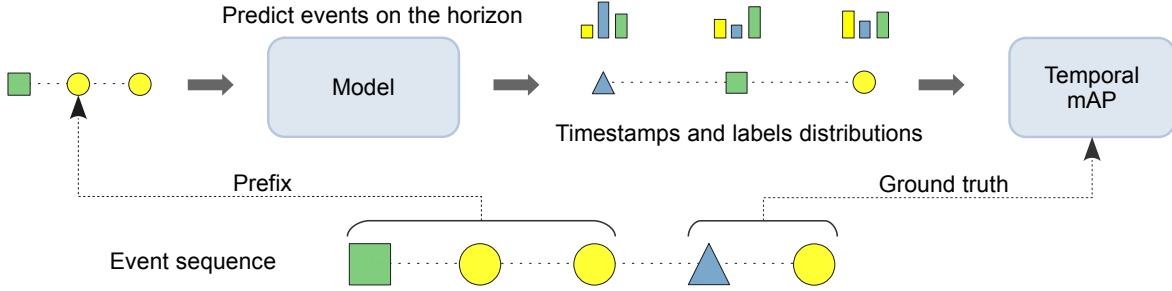 Predict events on the horizon
Model
Timestamps and labels distributions
Temporal
mAP
Prefix
Ground truth
Event sequence